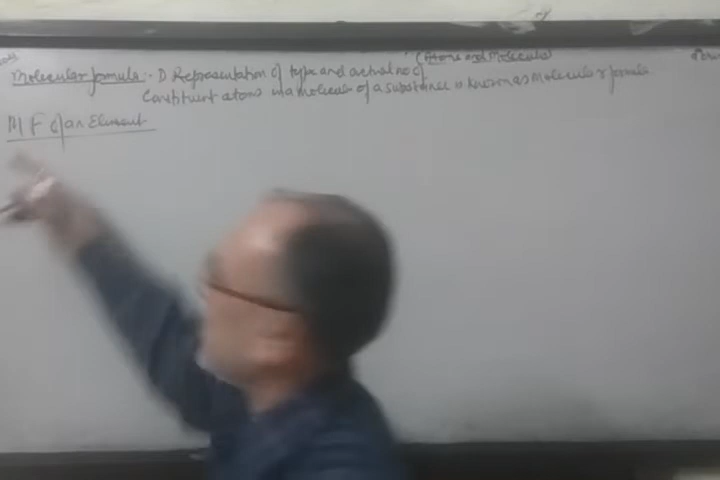 (Atoms and Molecules)
Molecular formula :- D Representation of type and actual no of
Constituent atoms in a molecule of a substance is known as Molecular formula
M F of an Element